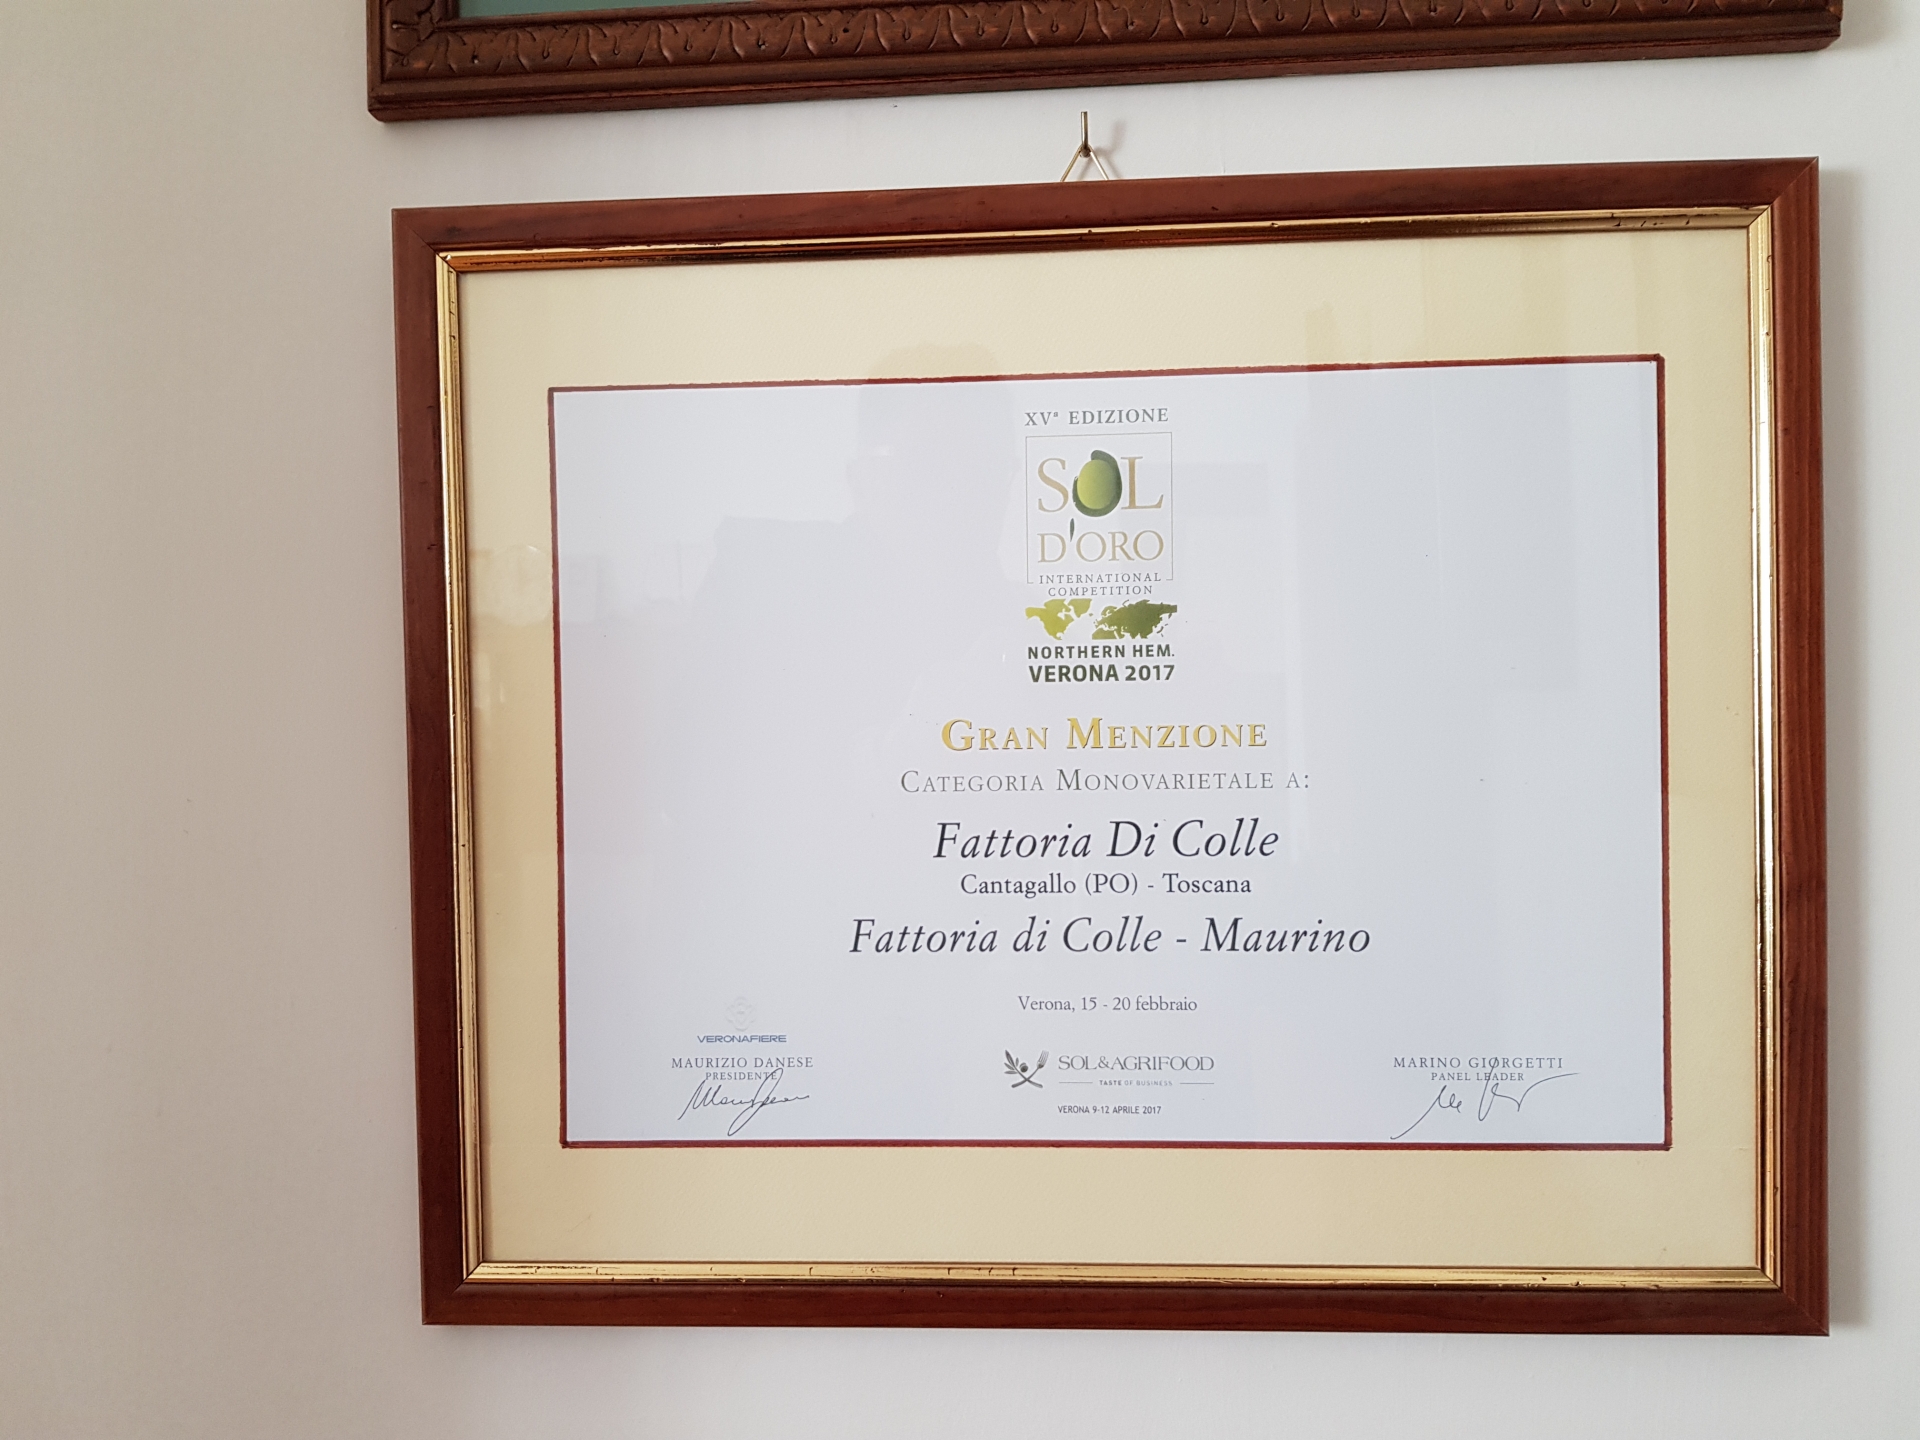 XVª EDIZIONE
SOL
D'ORO
INTERNATIONAL
COMPETITION
NORTHERN HEM.
VERONA 2017
GRAN MENZIONE
CATEGORIA MONOVARIETALE A:
Fattoria Di Colle
Cantagallo (PO) - Toscana
Fattoria di Colle - Maurino
Verona, 15 - 20 febbraio
VERONAFIERE
MAURIZIO DANESE
PRESIDENTE
SOL&AGRIFOOD
TASTE OF BUSINESS
VERONA 9-12 APRILE 2017
MARINO GIORGETTI
PANEL LEADER